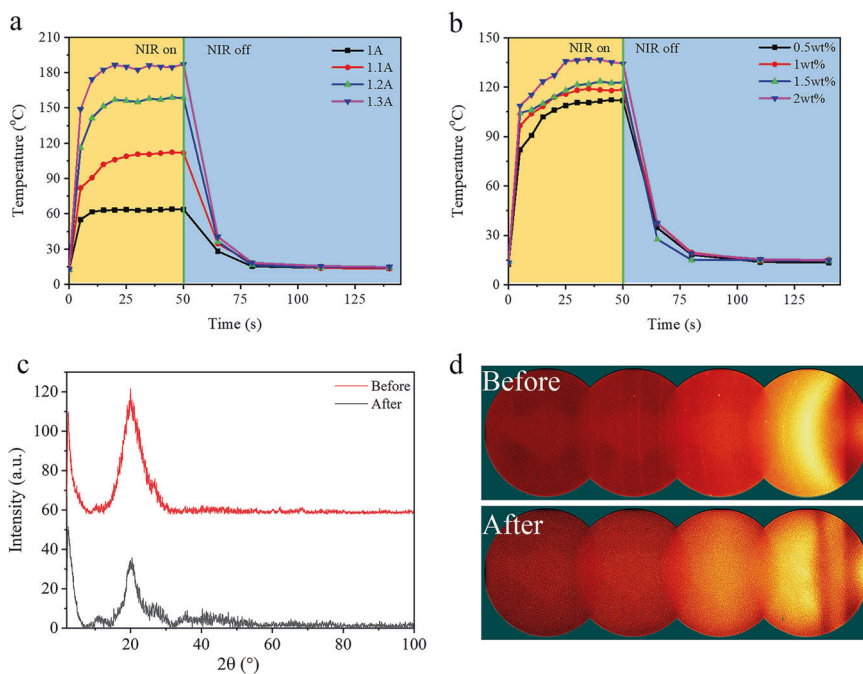 a
210
180
150
120
90
60
30
0
0
25
50
75
100
125
Temperature (°C)
Time (s)
NIR on
NIR off
1A
1.1A
1.2A
1.3A
b
150
120
90
60
30
0
0
25
50
75
100
125
Temperature (°C)
Time (s)
NIR on
NIR off
0.5wt%
1wt%
1.5wt%
2wt%
c
120
100
80
60
40
20
0
20
40
60
80
100
Intensity (a.u.)
2θ (°)
Before
After
d
Before
After